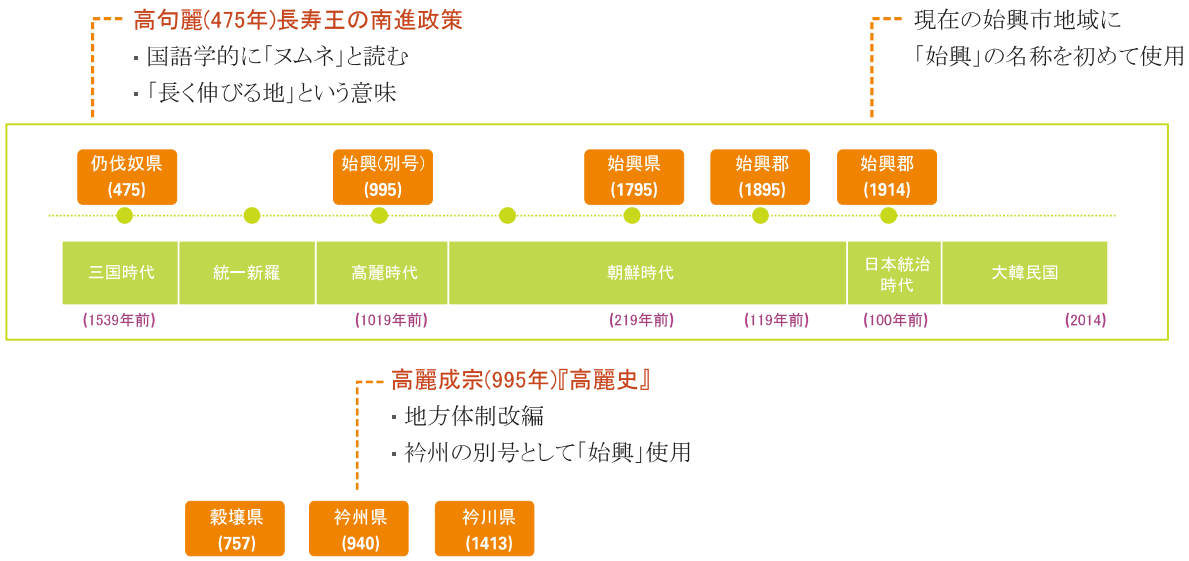 高句麗(475年)長寿王の南進政策
・国語学的に「ヌムネ」と読む
・「長く伸びる地」という意味
現在の始興市地域に
「始興」の名称を初めて使用
仍伐奴県
(475)
始興(別号)
(995)
始興県
(1795)
始興郡
(1895)
始興郡
(1914)
三国時代
統一新羅
高麗時代
朝鮮時代
日本統治
時代
大韓民国
(1539年前)
(1019年前)
(219年前)
(119年前)
(100年前)
(2014)
高麗成宗(995年)『高麗史』
・地方体制改編
・衿州の別号として「始興」使用
穀壌県
(757)
衿州県
(940)
衿川県
(1413)